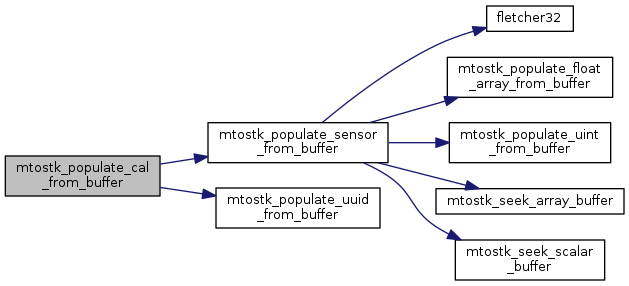 mtostk_populate_cal
_from_buffer
mtostk_populate_sensor
_from_buffer
mtostk_populate_uuid
_from_buffer
fletcher32
mtostk_populate_float
_array_from_buffer
mtostk_populate_uint
_from_buffer
mtostk_seek_array_buffer
mtostk_seek_scalar
_buffer